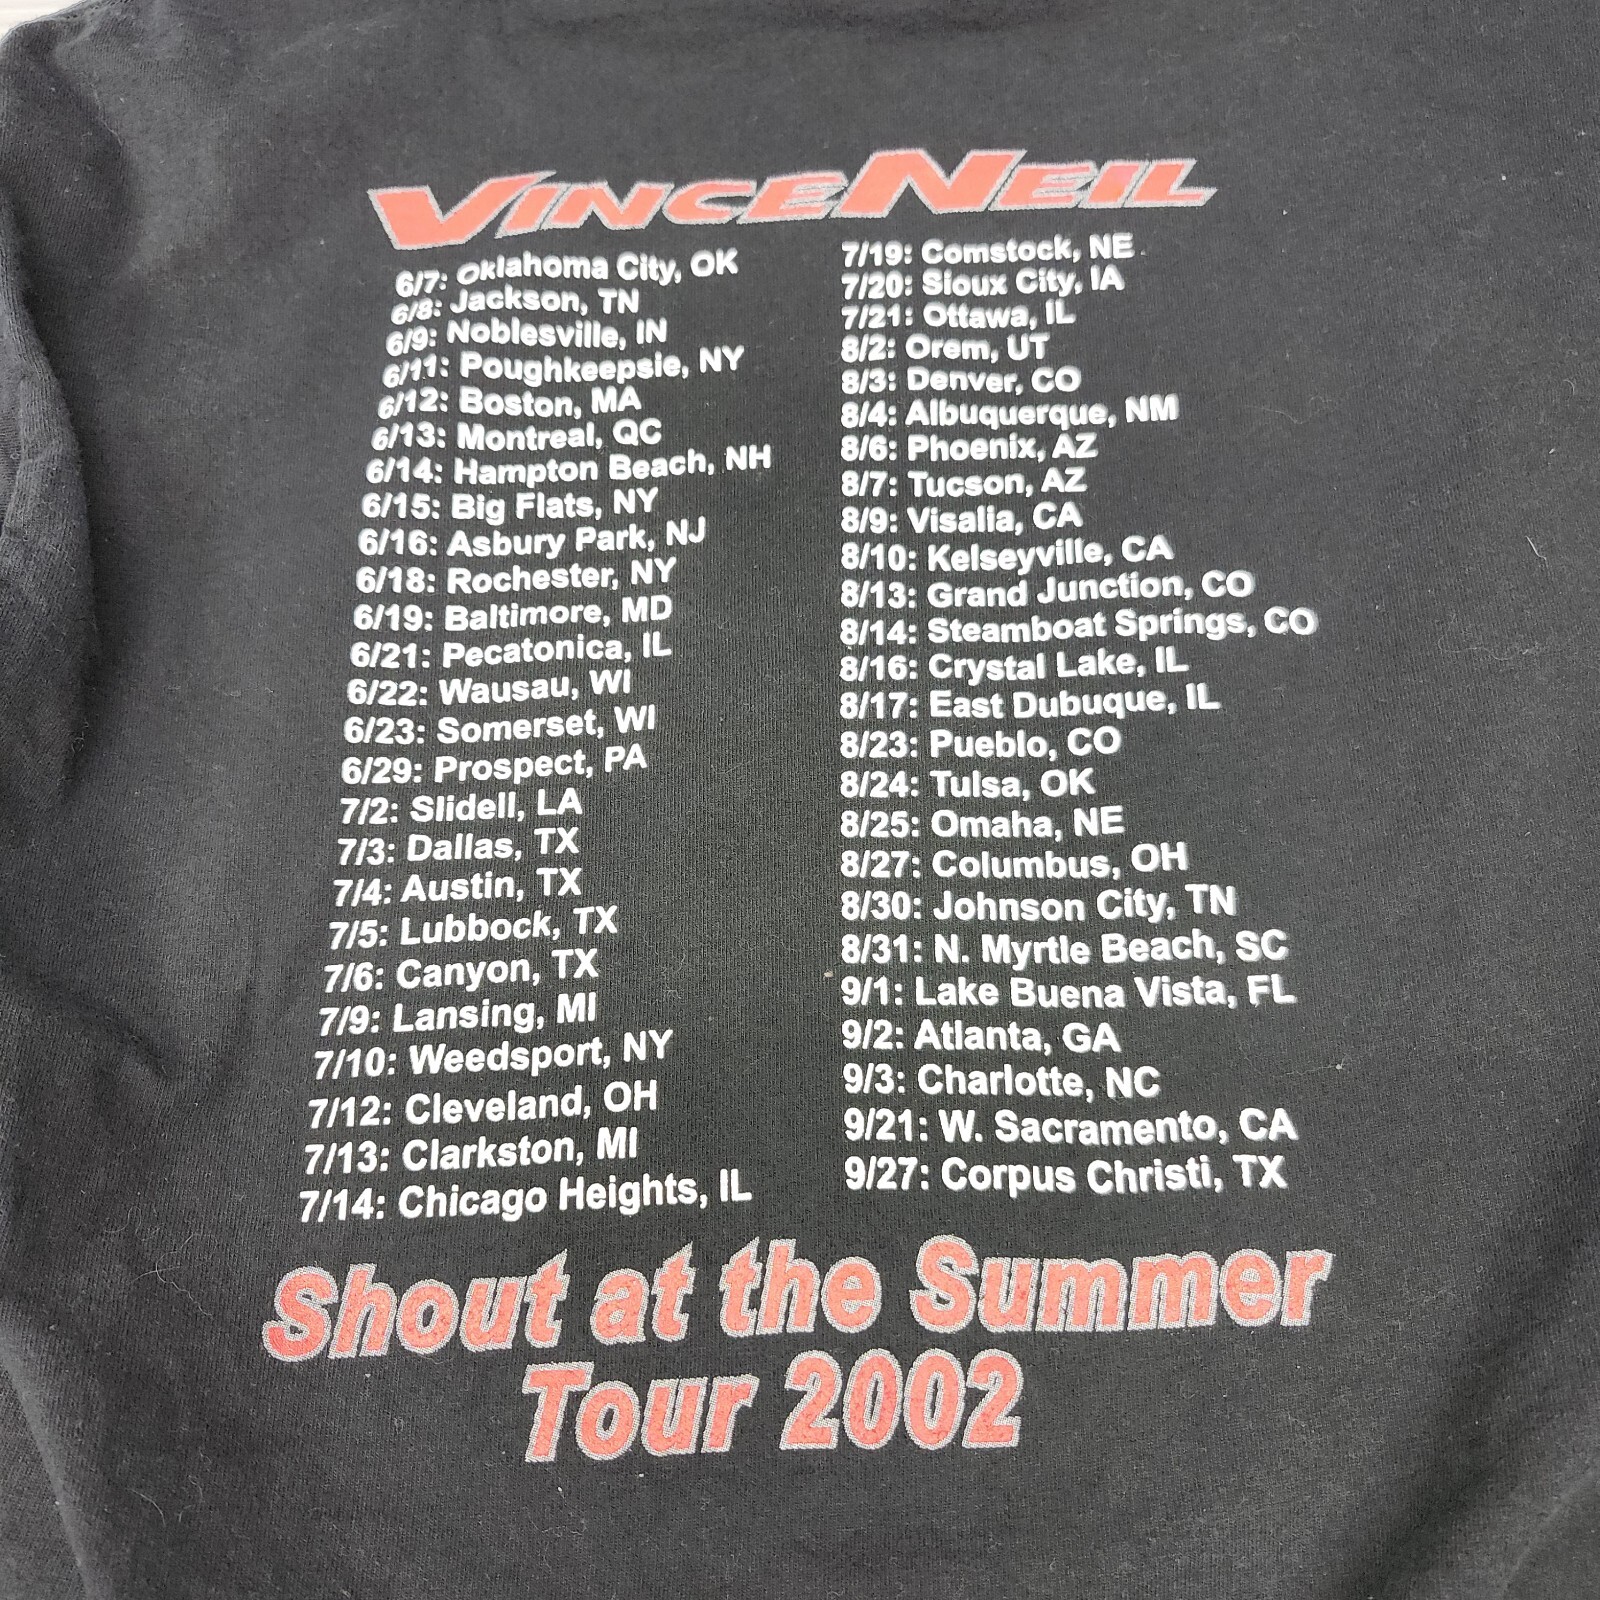 VINCE NEIL
6/7: Oklahoma City, OK
6/8: Jackson, TN
6/9: Noblesville, IN
6/11: Poughkeepsie, NY
6/12: Boston, MA
6/13: Montreal, QC
6/14: Hampton Beach, NH
6/15: Big Flats, NY
6/16: Asbury Park, NJ
6/18: Rochester, NY
6/19: Baltimore, MD
6/21: Pecatonica, IL
6/22: Wausau, WI
6/23: Somerset, WI
6/29: Prospect, PA
7/2: Slidell, LA
7/3: Dallas, TX
7/4: Austin, TX
7/5: Lubbock, TX
7/6: Canyon, TX
7/9: Lansing, MI
7/10: Weedsport, NY
7/12: Cleveland, OH
7/13: Clarkston, MI
7/14: Chicago Heights, IL
7/19: Comstock, NE
7/20: Sioux City, IA
7/21: Ottawa, IL
8/2: Orem, UT
8/3: Denver, CO
8/4: Albuquerque, NM
8/6: Phoenix, AZ
8/7: Tucson, AZ
8/9: Visalia, CA
8/10: Kelseyville, CA
8/13: Grand Junction, CO
8/14: Steamboat Springs, CO
8/16: Crystal Lake, IL
8/17: East Dubuque, IL
8/23: Pueblo, CO
8/24: Tulsa, OK
8/25: Omaha, NE
8/27: Columbus, OH
8/30: Johnson City, TN
8/31: N. Myrtle Beach, SC
9/1: Lake Buena Vista, FL
9/2: Atlanta, GA
9/3: Charlotte, NC
9/21: W. Sacramento, CA
9/27: Corpus Christi, TX
Shout at the Summer
Tour 2002